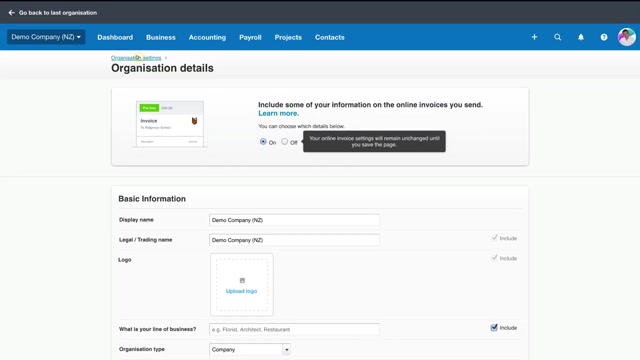 Go back to last organisation
Demo Company (NZ) Dashboard Business Accounting Payroll Projects Contacts
Organisation settings ›
Organisation details
Include some of your information on the online invoices you send.
Learn more.
You can choose which details below.
On Off
Your online invoice settings will remain unchanged until
you save the page.
Invoice
Basic Information
Display name Demo Company (NZ)
Legal / Trading name Demo Company (NZ) Include
Logo Include
Upload logo
What is your line of business? e.g. Florist, Architect, Restaurant Include
Organisation type Company